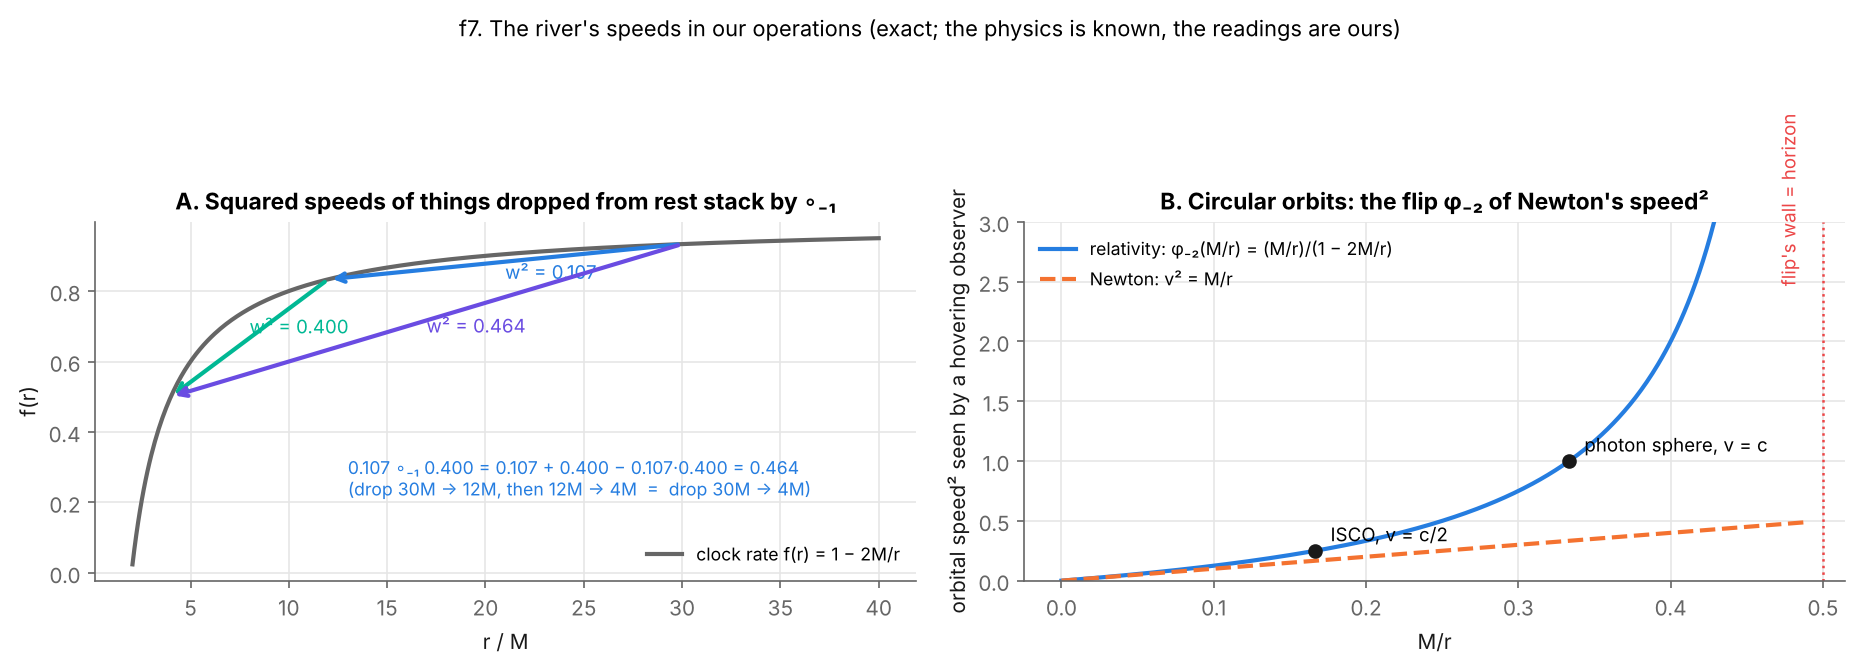 f7. The river's speeds in our operations (exact; the physics is known, the readings are ours)
A. Squared speeds of things dropped from rest stack by ∘₋₁
f(r)
0.8
0.6
0.4
0.2
0.0
w² = 0.107
w² = 0.400
w² = 0.464
0.107 ∘₋₁ 0.400 = 0.107 + 0.400 − 0.107·0.400 = 0.464
(drop 30M → 12M, then 12M → 4M = drop 30M → 4M)
clock rate f(r) = 1 − 2M/r
5 10 15 20 25 30 35 40
r / M
B. Circular orbits: the flip φ₋₂ of Newton's speed²
orbital speed² seen by a hovering observer
3.0
2.5
2.0
1.5
1.0
0.5
0.0
relativity: φ₋₂(M/r) = (M/r)/(1 − 2M/r)
Newton: v² = M/r
flip's wall = horizon
photon sphere, v = c
ISCO, v = c/2
0.0 0.1 0.2 0.3 0.4 0.5
M/r